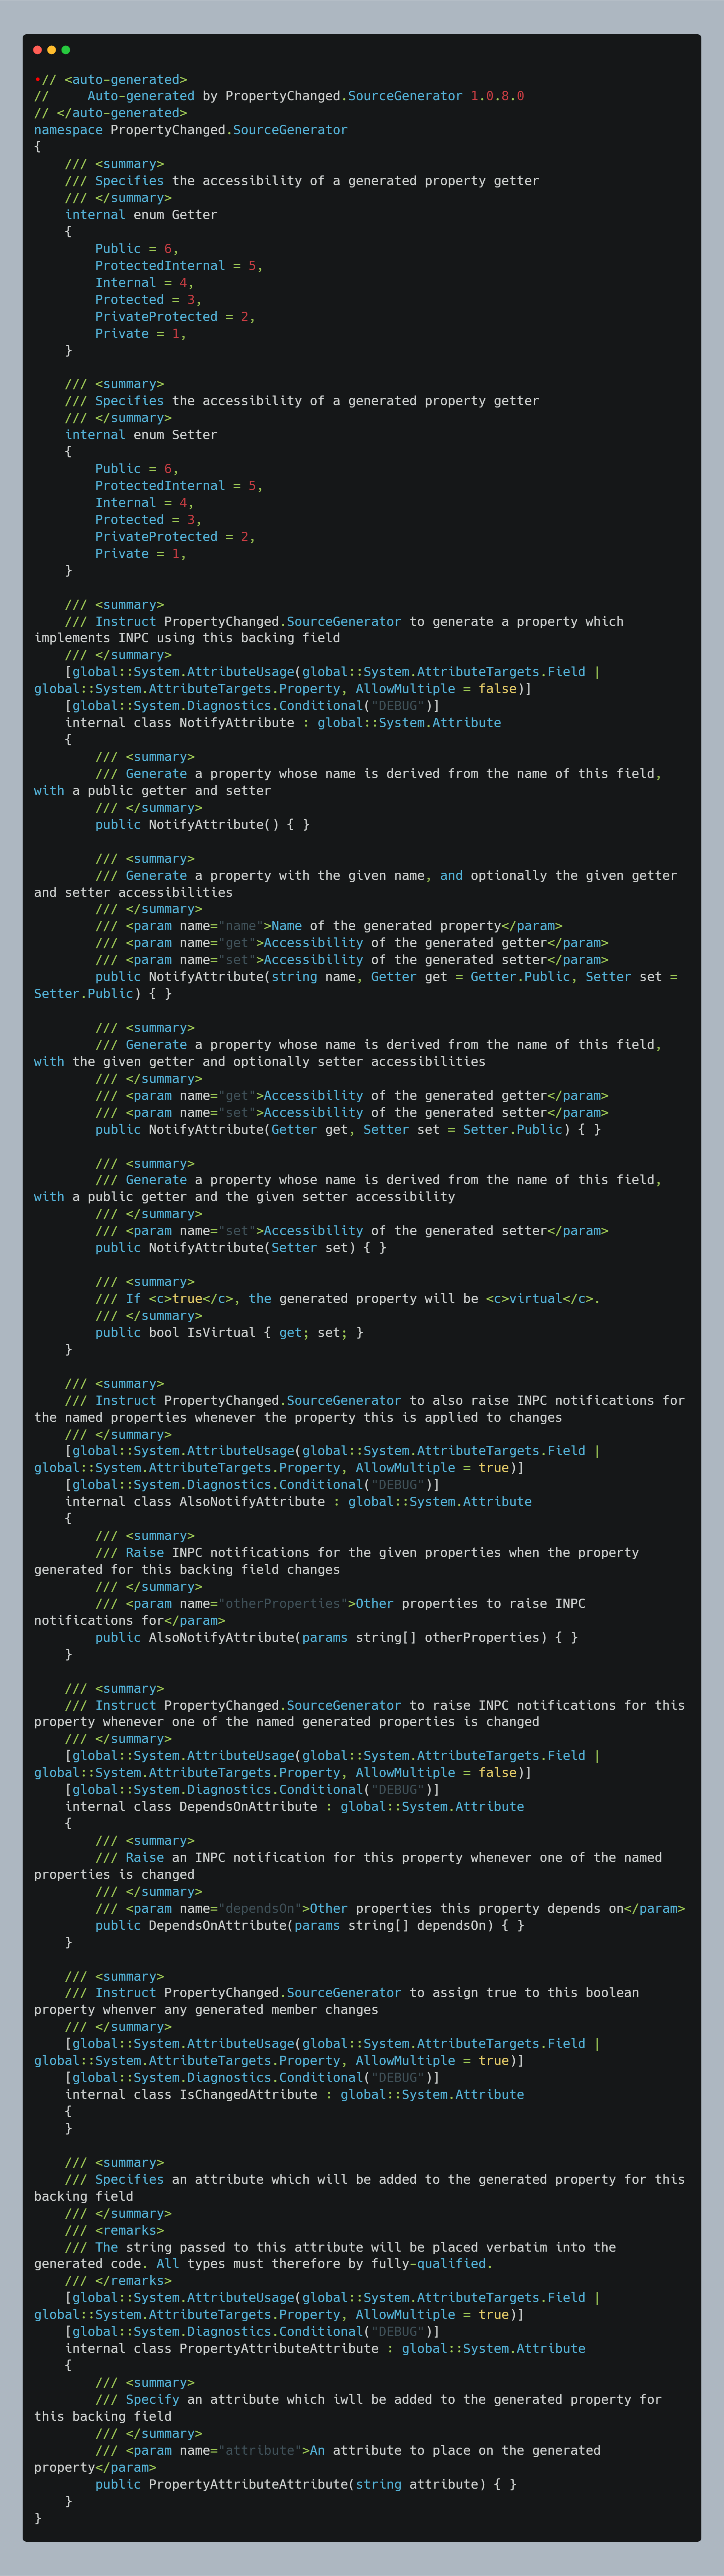 •// <auto-generated>
//     Auto-generated by PropertyChanged.SourceGenerator 1.0.8.0
// </auto-generated>
namespace PropertyChanged.SourceGenerator
{
    /// <summary>
    /// Specifies the accessibility of a generated property getter
    /// </summary>
    internal enum Getter
    {
        Public = 6,
        ProtectedInternal = 5,
        Internal = 4,
        Protected = 3,
        PrivateProtected = 2,
        Private = 1,
    }

    /// <summary>
    /// Specifies the accessibility of a generated property getter
    /// </summary>
    internal enum Setter
    {
        Public = 6,
        ProtectedInternal = 5,
        Internal = 4,
        Protected = 3,
        PrivateProtected = 2,
        Private = 1,
    }

    /// <summary>
    /// Instruct PropertyChanged.SourceGenerator to generate a property which
implements INPC using this backing field
    /// </summary>
    [global::System.AttributeUsage(global::System.AttributeTargets.Field |
global::System.AttributeTargets.Property, AllowMultiple = false)]
    [global::System.Diagnostics.Conditional("DEBUG")]
    internal class NotifyAttribute : global::System.Attribute
    {
        /// <summary>
        /// Generate a property whose name is derived from the name of this field,
with a public getter and setter
        /// </summary>
        public NotifyAttribute() { }

        /// <summary>
        /// Generate a property with the given name, and optionally the given getter
and setter accessibilities
        /// </summary>
        /// <param name="name">Name of the generated property</param>
        /// <param name="get">Accessibility of the generated getter</param>
        /// <param name="set">Accessibility of the generated setter</param>
        public NotifyAttribute(string name, Getter get = Getter.Public, Setter set =
Setter.Public) { }

        /// <summary>
        /// Generate a property whose name is derived from the name of this field,
with the given getter and optionally setter accessibilities
        /// </summary>
        /// <param name="get">Accessibility of the generated getter</param>
        /// <param name="set">Accessibility of the generated setter</param>
        public NotifyAttribute(Getter get, Setter set = Setter.Public) { }

        /// <summary>
        /// Generate a property whose name is derived from the name of this field,
with a public getter and the given setter accessibility
        /// </summary>
        /// <param name="set">Accessibility of the generated setter</param>
        public NotifyAttribute(Setter set) { }

        /// <summary>
        /// If <c>true</c>, the generated property will be <c>virtual</c>.
        /// </summary>
        public bool IsVirtual { get; set; }
    }

    /// <summary>
    /// Instruct PropertyChanged.SourceGenerator to also raise INPC notifications for
the named properties whenever the property this is applied to changes
    /// </summary>
    [global::System.AttributeUsage(global::System.AttributeTargets.Field |
global::System.AttributeTargets.Property, AllowMultiple = true)]
    [global::System.Diagnostics.Conditional("DEBUG")]
    internal class AlsoNotifyAttribute : global::System.Attribute
    {
        /// <summary>
        /// Raise INPC notifications for the given properties when the property
generated for this backing field changes
        /// </summary>
        /// <param name="otherProperties">Other properties to raise INPC
notifications for</param>
        public AlsoNotifyAttribute(params string[] otherProperties) { }
    }

    /// <summary>
    /// Instruct PropertyChanged.SourceGenerator to raise INPC notifications for this
property whenever one of the named generated properties is changed
    /// </summary>
    [global::System.AttributeUsage(global::System.AttributeTargets.Field |
global::System.AttributeTargets.Property, AllowMultiple = false)]
    [global::System.Diagnostics.Conditional("DEBUG")]
    internal class DependsOnAttribute : global::System.Attribute
    {
        /// <summary>
        /// Raise an INPC notification for this property whenever one of the named
properties is changed
        /// </summary>
        /// <param name="dependsOn">Other properties this property depends on</param>
        public DependsOnAttribute(params string[] dependsOn) { }
    }

    /// <summary>
    /// Instruct PropertyChanged.SourceGenerator to assign true to this boolean
property whenver any generated member changes
    /// </summary>
    [global::System.AttributeUsage(global::System.AttributeTargets.Field |
global::System.AttributeTargets.Property, AllowMultiple = true)]
    [global::System.Diagnostics.Conditional("DEBUG")]
    internal class IsChangedAttribute : global::System.Attribute
    {
    }

    /// <summary>
    /// Specifies an attribute which will be added to the generated property for this
backing field
    /// </summary>
    /// <remarks>
    /// The string passed to this attribute will be placed verbatim into the
generated code. All types must therefore by fully-qualified.
    /// </remarks>
    [global::System.AttributeUsage(global::System.AttributeTargets.Field |
global::System.AttributeTargets.Property, AllowMultiple = true)]
    [global::System.Diagnostics.Conditional("DEBUG")]
    internal class PropertyAttributeAttribute : global::System.Attribute
    {
        /// <summary>
        /// Specify an attribute which iwll be added to the generated property for
this backing field
        /// </summary>
        /// <param name="attribute">An attribute to place on the generated
property</param>
        public PropertyAttributeAttribute(string attribute) { }
    }
}